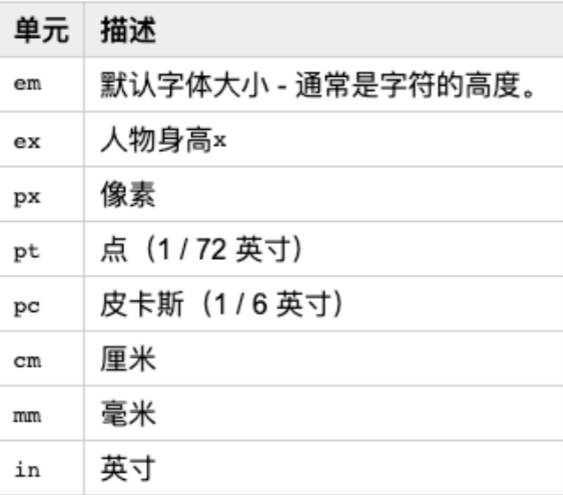 单元 描述
em 默认字体大小 - 通常是字符的高度。
ex 人物身高x
px 像素
pt 点（1 / 72 英寸）
pc 皮卡斯（1 / 6 英寸）
cm 厘米
mm 毫米
in 英寸